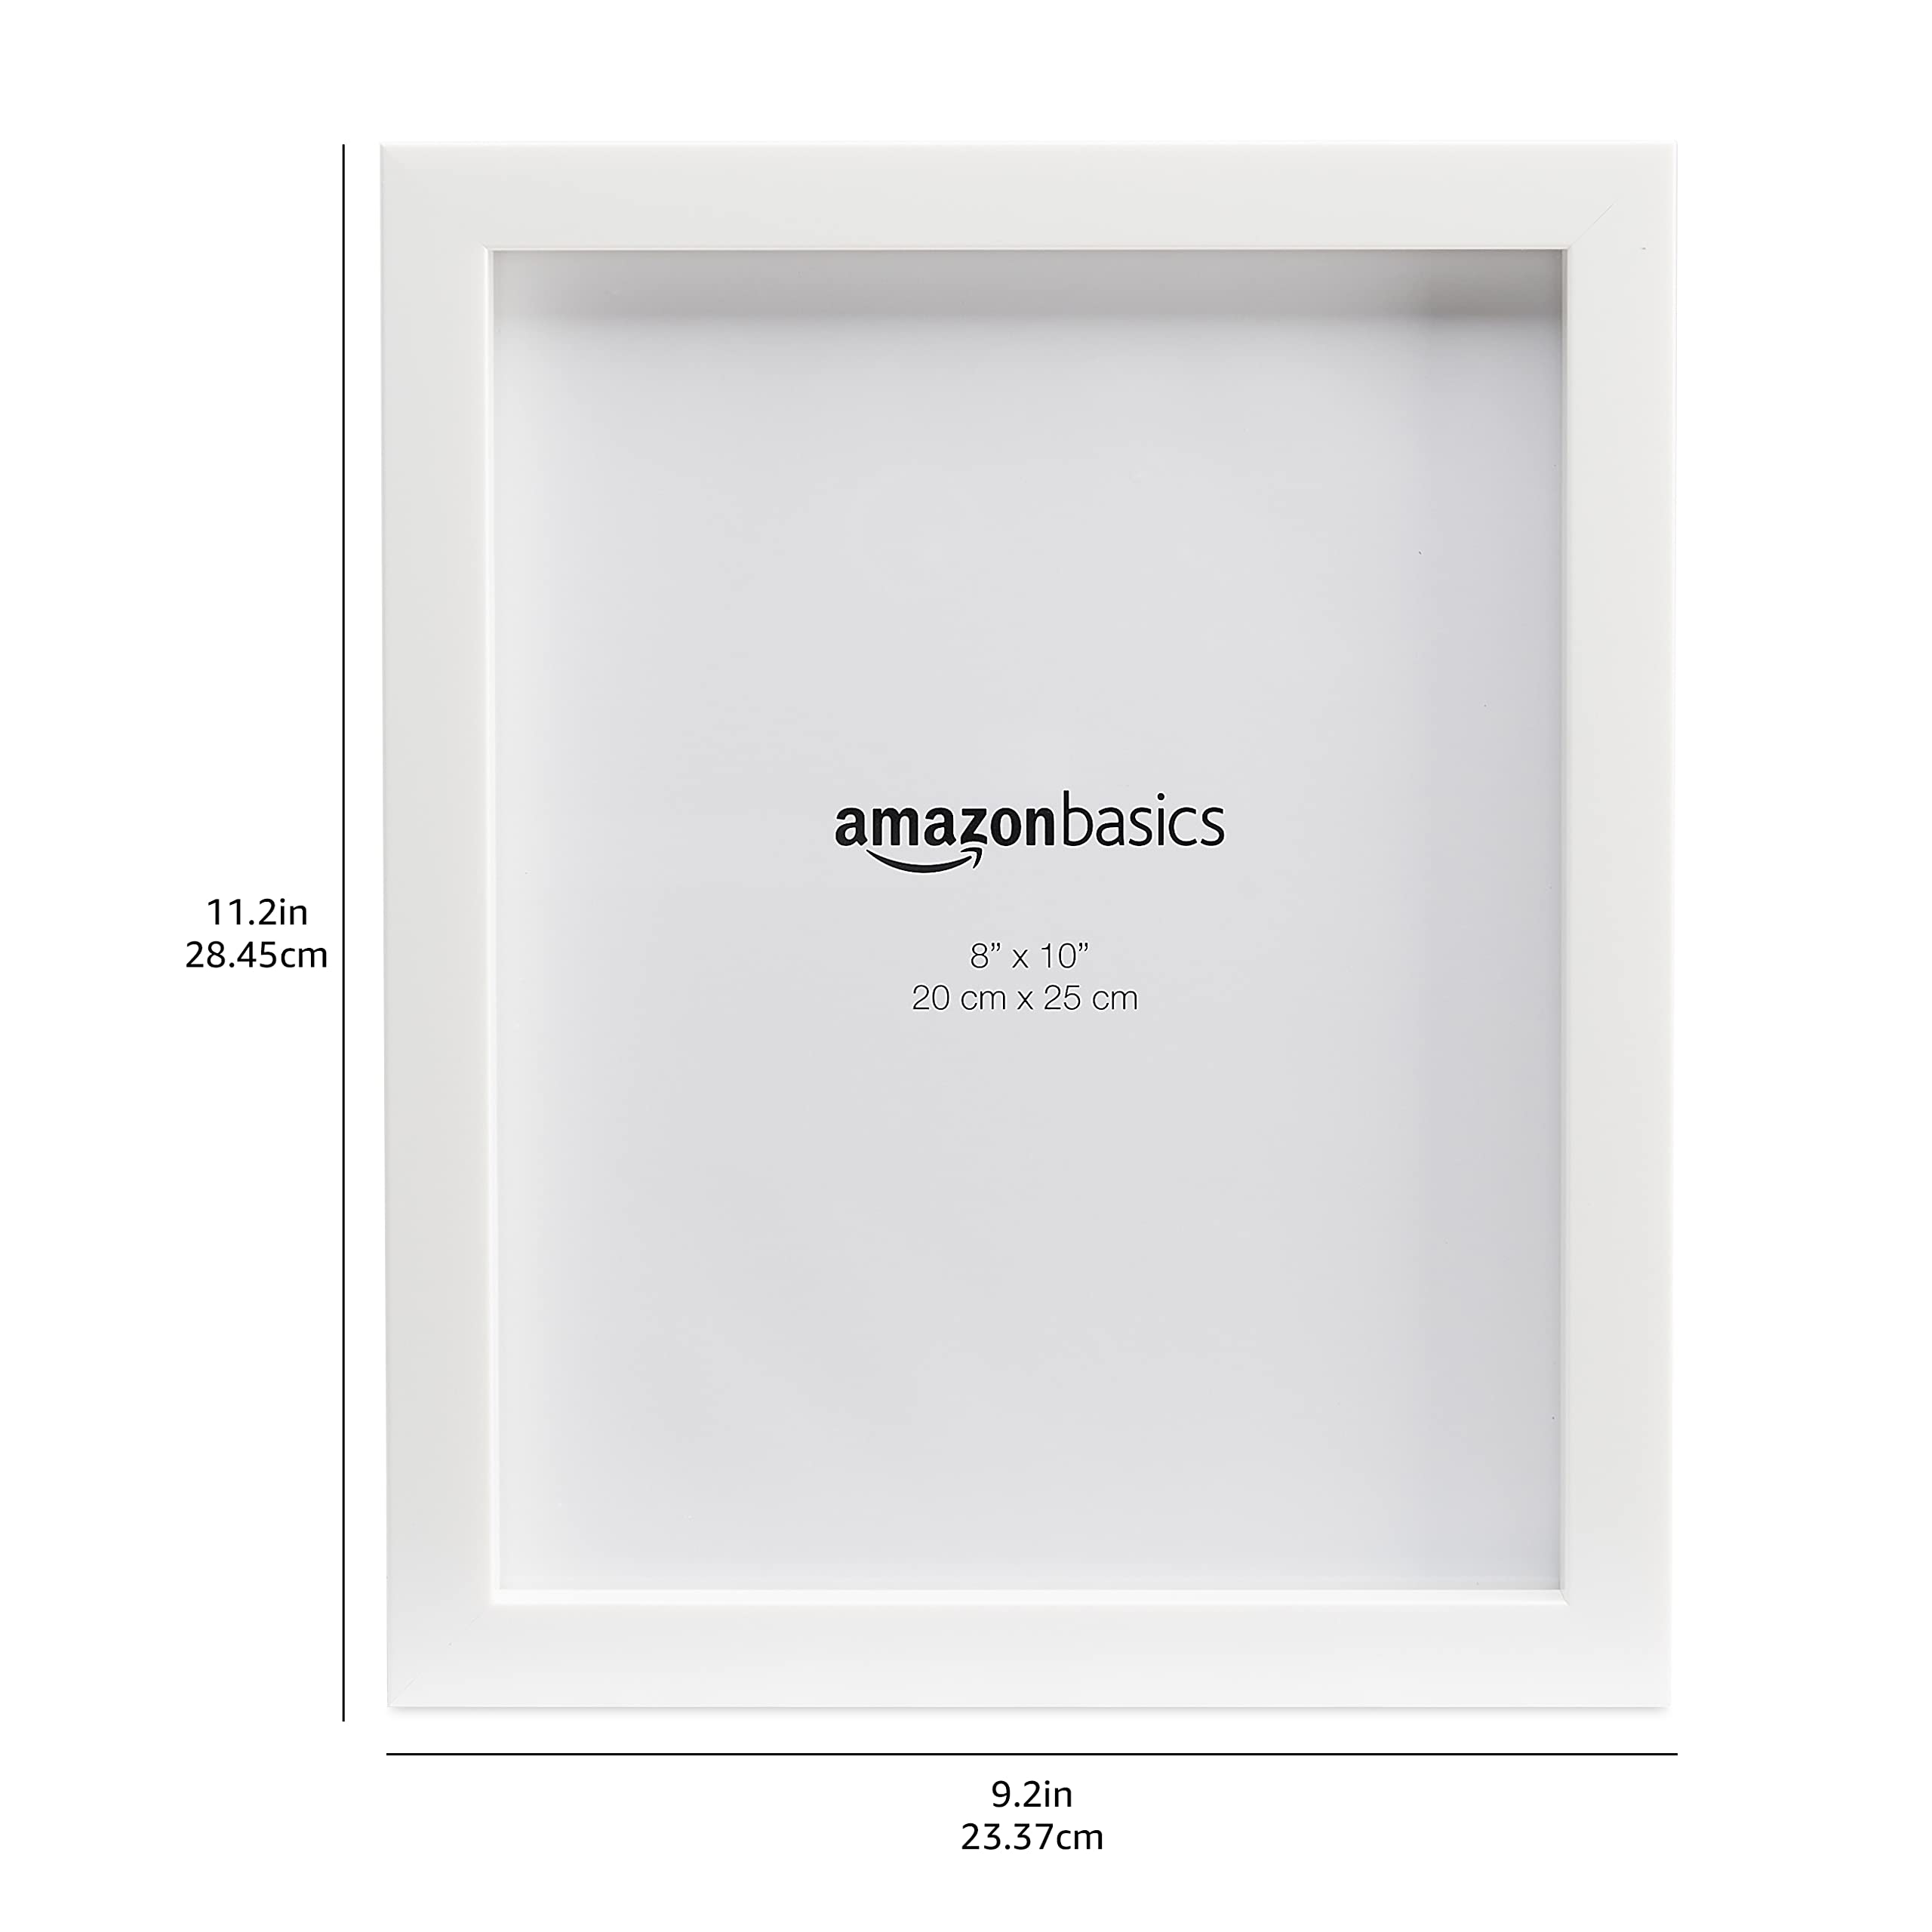 amazonbasics
8” x 10”
20 cm x 25 cm
11.2in
28.45cm
9.2in
23.37cm